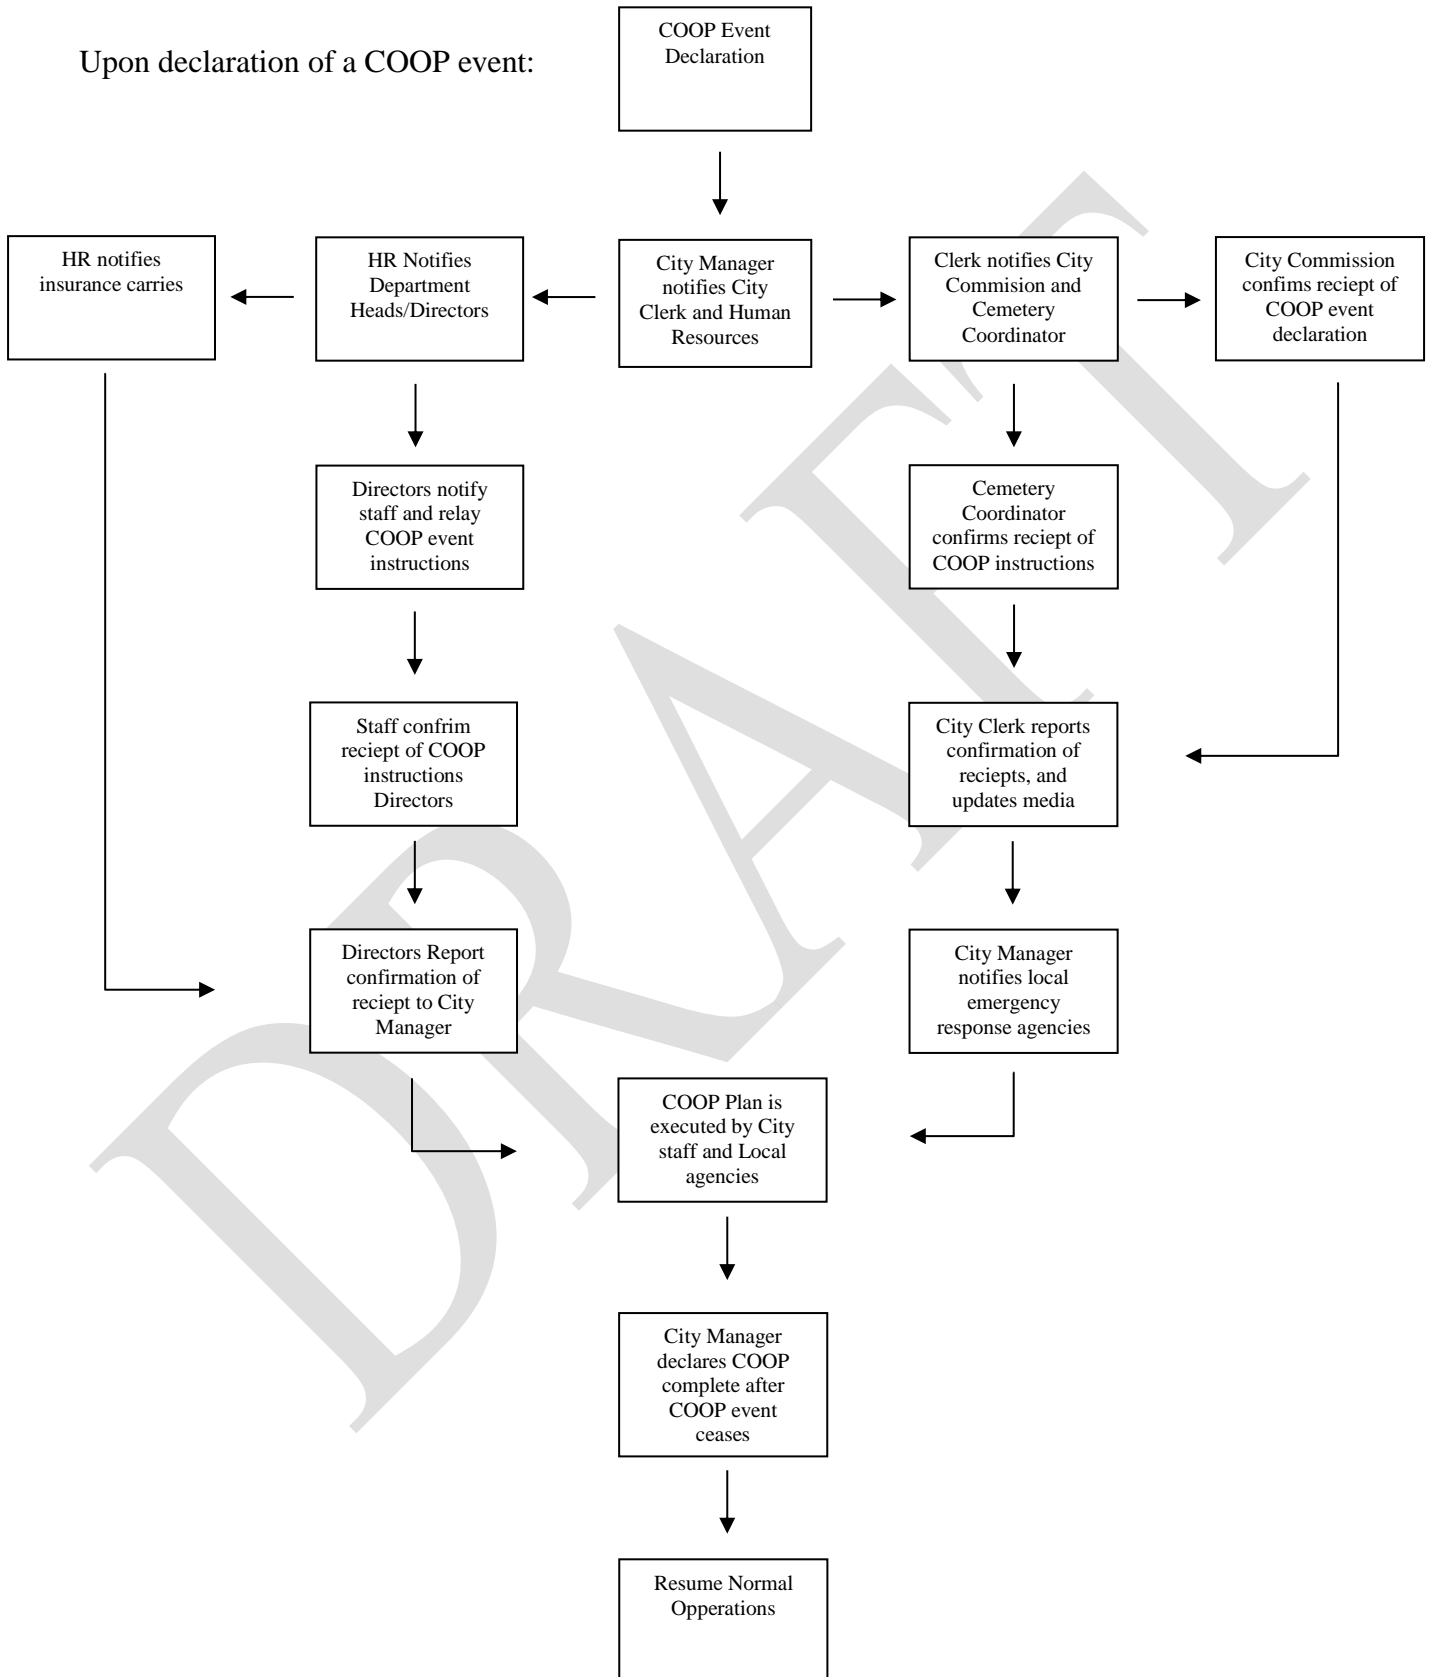 Upon declaration of a COOP event:
COOP Event
Declaration
HR notifies
insurance carries
HR Notifies
Department
Heads/Directors
City Manager
notifies City
Clerk and Human
Resources
Clerk notifies City
Commision and
Cemetery
Coordinator
City Commission
confims reciept of
COOP event
declaration
Directors notify
staff and relay
COOP event
instructions
Cemetery
Coordinator
confirms reciept of
COOP instructions
Staff confrim
reciept of COOP
instructions
Directors
City Clerk reports
confirmation of
reciepts, and
updates media
Directors Report
confirmation of
reciept to City
Manager
City Manager
notifies local
emergency
response agencies
COOP Plan is
executed by City
staff and Local
agencies
City Manager
declares COOP
complete after
COOP event
ceases
Resume Normal
Opperations
DRAFT